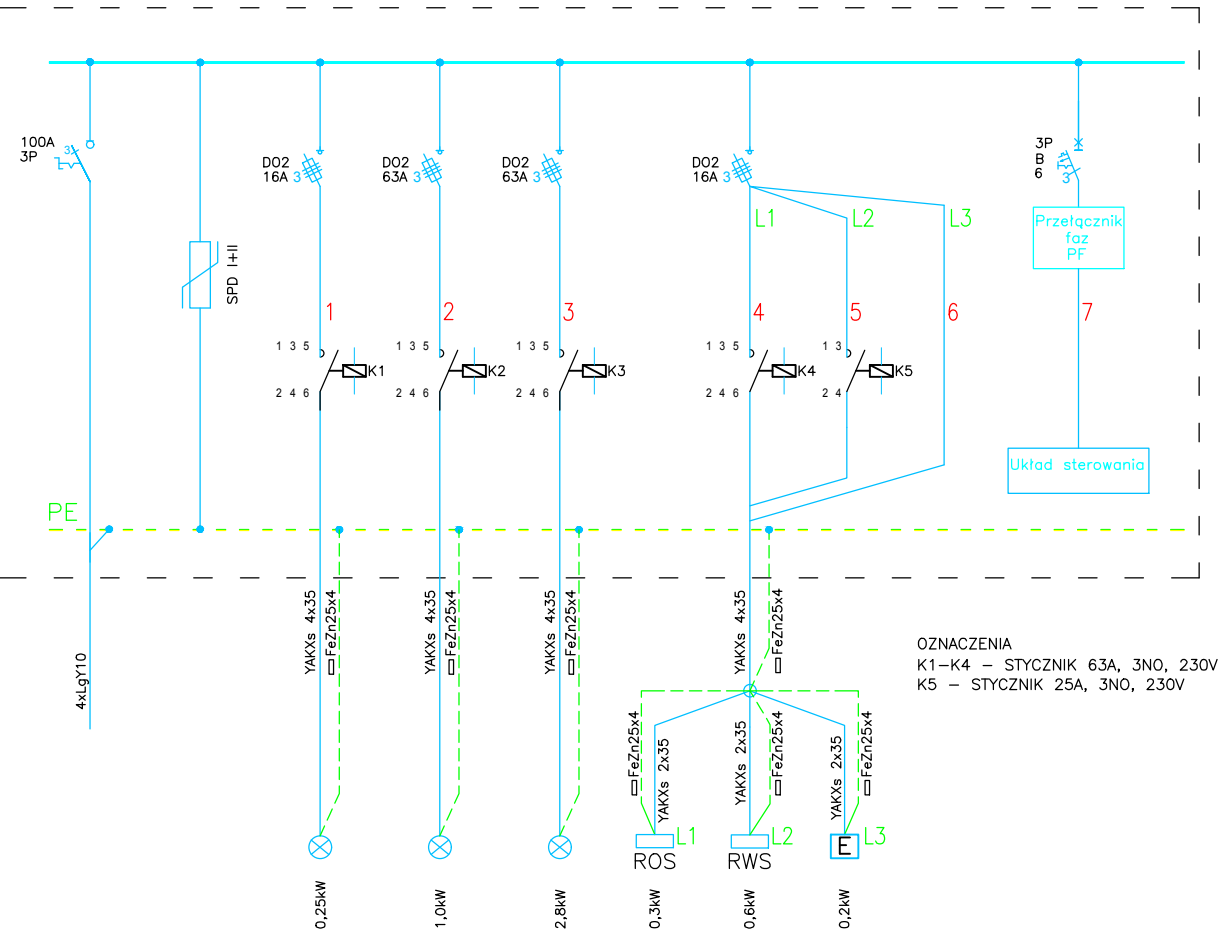 100A
3P
3
SPD I+II
DO2
16A 3
DO2
63A 3
DO2
63A 3
DO2
16A 3
3P
B
6
3
L1
L2
L3
Przełącznik
faz
PF
1
2
3
4
5
6
7
1 3 5
2 4 6
K1
1 3 5
2 4 6
K2
1 3 5
2 4 6
K3
1 3 5
2 4 6
K4
1 3
2 4
K5
Układ sterowania
PE
4xLgY10
YAKXs 4x35
FeZn25x4
YAKXs 4x35
FeZn25x4
YAKXs 4x35
FeZn25x4
YAKXs 4x35
FeZn25x4
OZNACZENIA
K1-K4 - STYCZNIK 63A, 3NO, 230V
K5 - STYCZNIK 25A, 3NO, 230V
FeZn25x4
YAKXs 2x35
YAKXs 2x35
FeZn25x4
YAKXs 2x35
FeZn25x4
L1
L2
L3
ROS
RWS
E
0,25kW
1,0kW
2,8kW
0,3kW
0,6kW
0,2kW